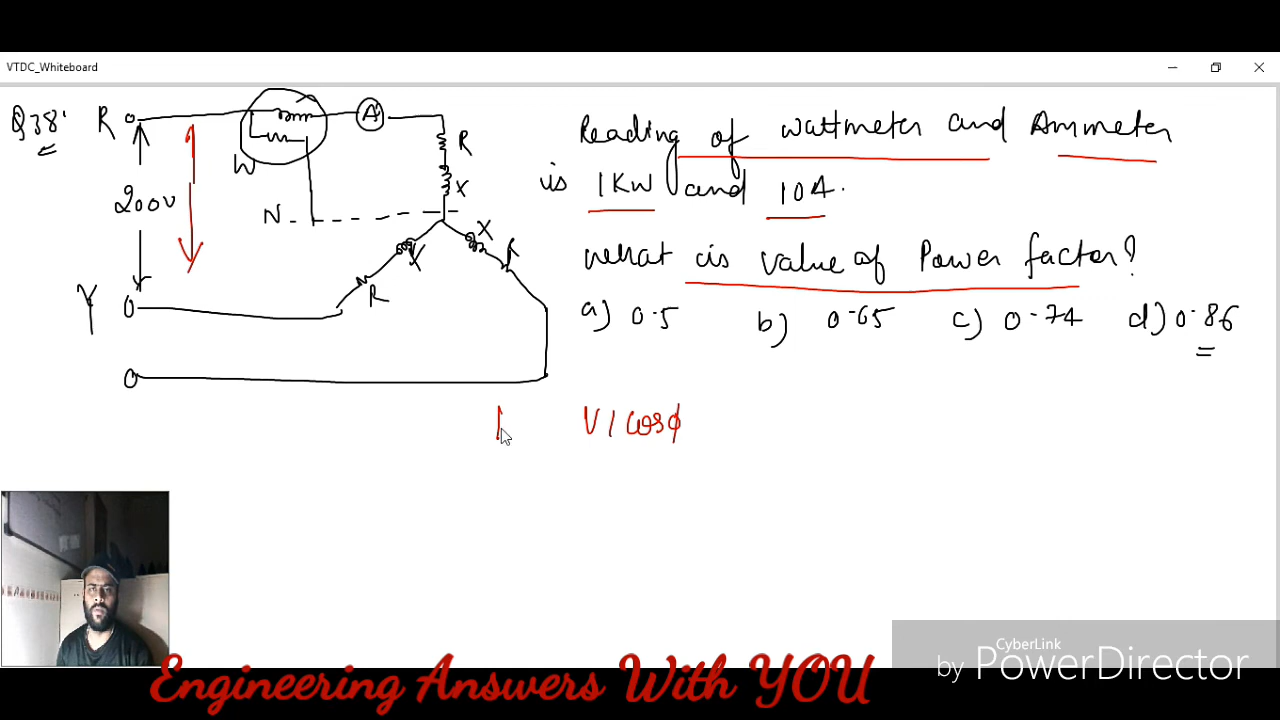 VTDC_Whiteboard
Q38. R W A Reading of wattmeter and Ammeter
R
X
is 1KW and 10A.
200V
N
X
X
R
R
what is value of Power factor?
Y
a) 0.5 b) 0.65 c) 0.74 d) 0.86
V I cosϕ
CyberLink
by PowerDirector
Engineering Answers With YOU